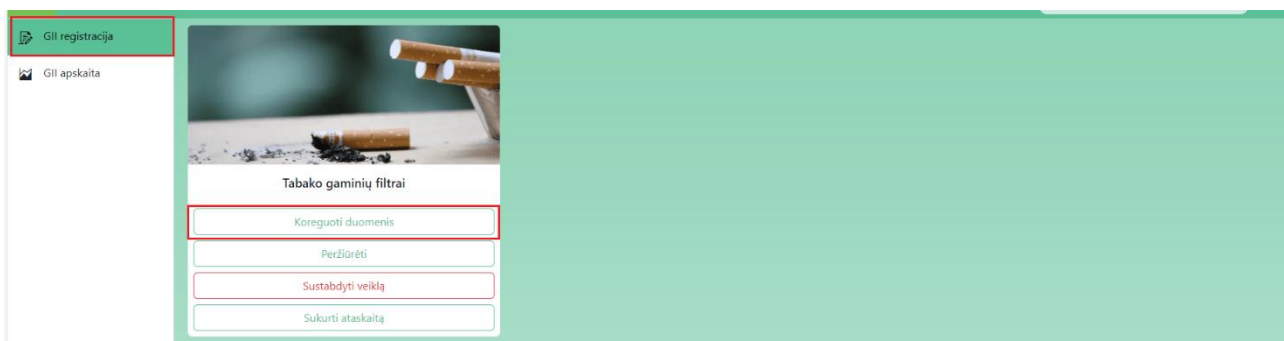 GII registracija
GII apskaita
Tabako gaminių filtrai
Koreguoti duomenis
Peržiūrėti
Sustabdyti veiklą
Sukurti ataskaitą